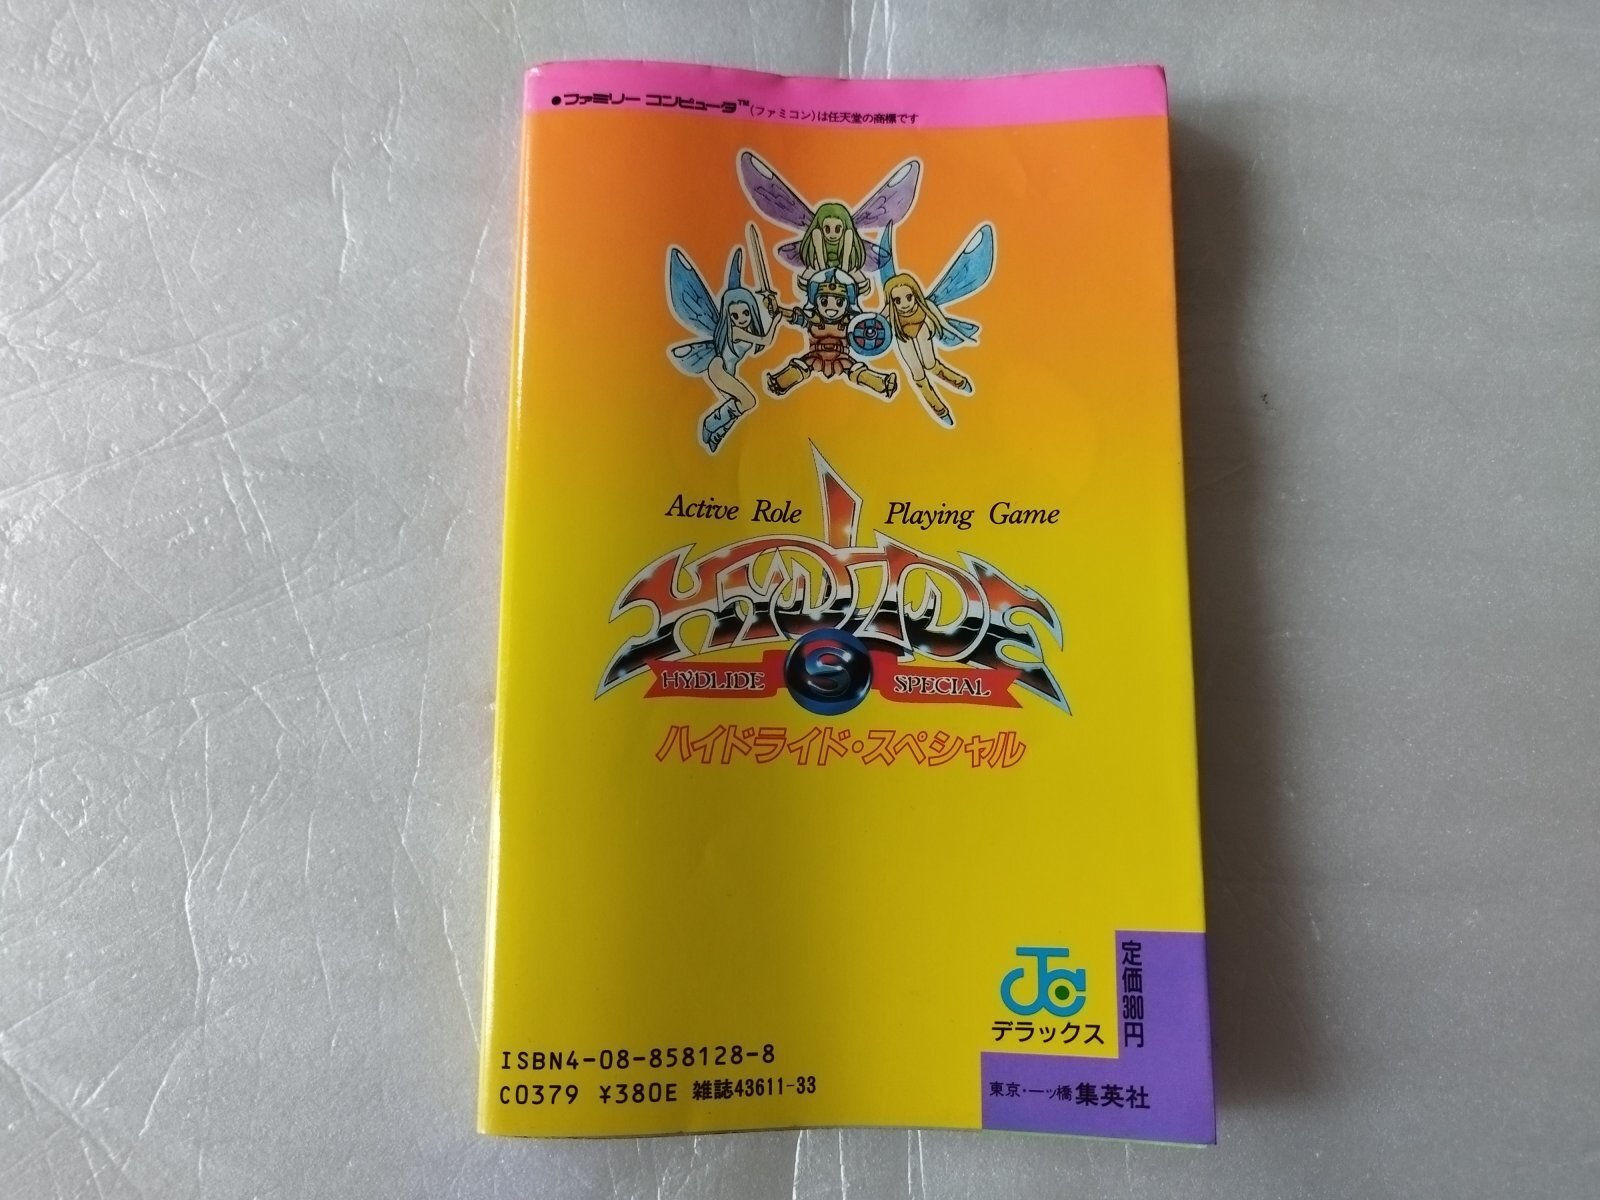 ●ファミリー コンピュータ™(ファミコン)は任天堂の商標です
Active Role Playing Game
HYDLIDE
HYDLIDE S SPECIAL
ハイドライド・スペシャル
JC
デラックス
定価380円
ISBN4-08-858128-8
C0379 ¥380E 雑誌43611-33
東京・一ツ橋 集英社